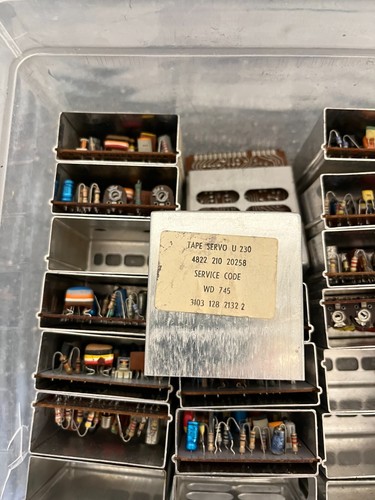 TAPE SERVO U 230
4822 210 20258
SERVICE CODE
WD 745
3103 128 2132 2